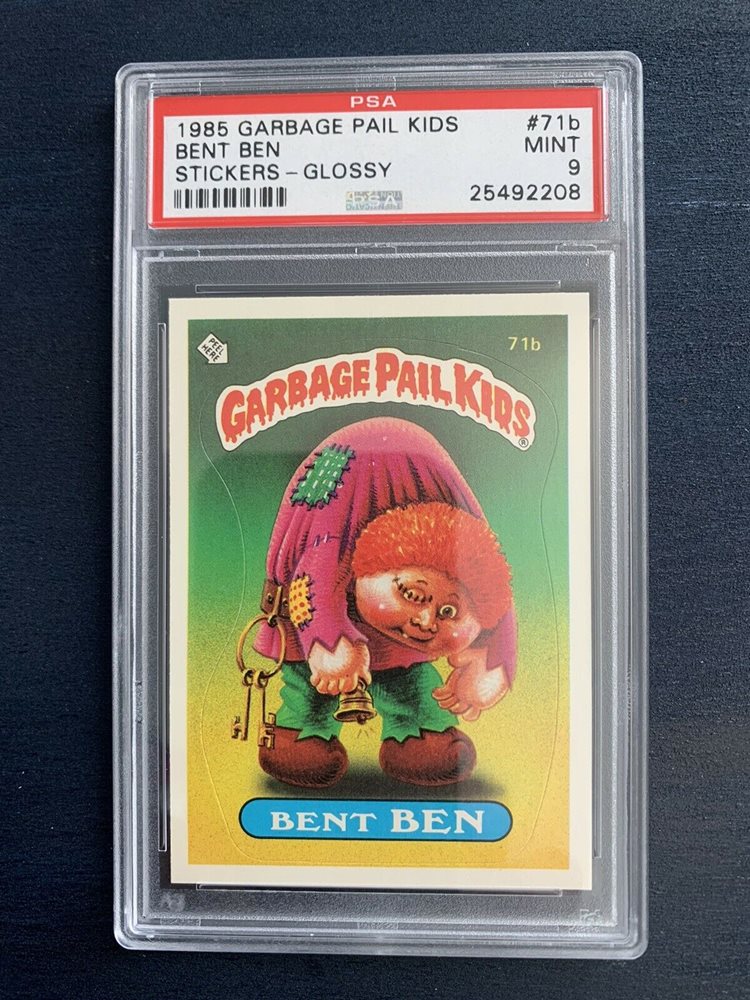 PSA
1985 GARBAGE PAIL KIDS #71b
BENT BEN MINT
STICKERS – GLOSSY 9
25492208
PSA
PEEL
HERE
71b
GARBAGE PAIL KIDS®
BENT BEN